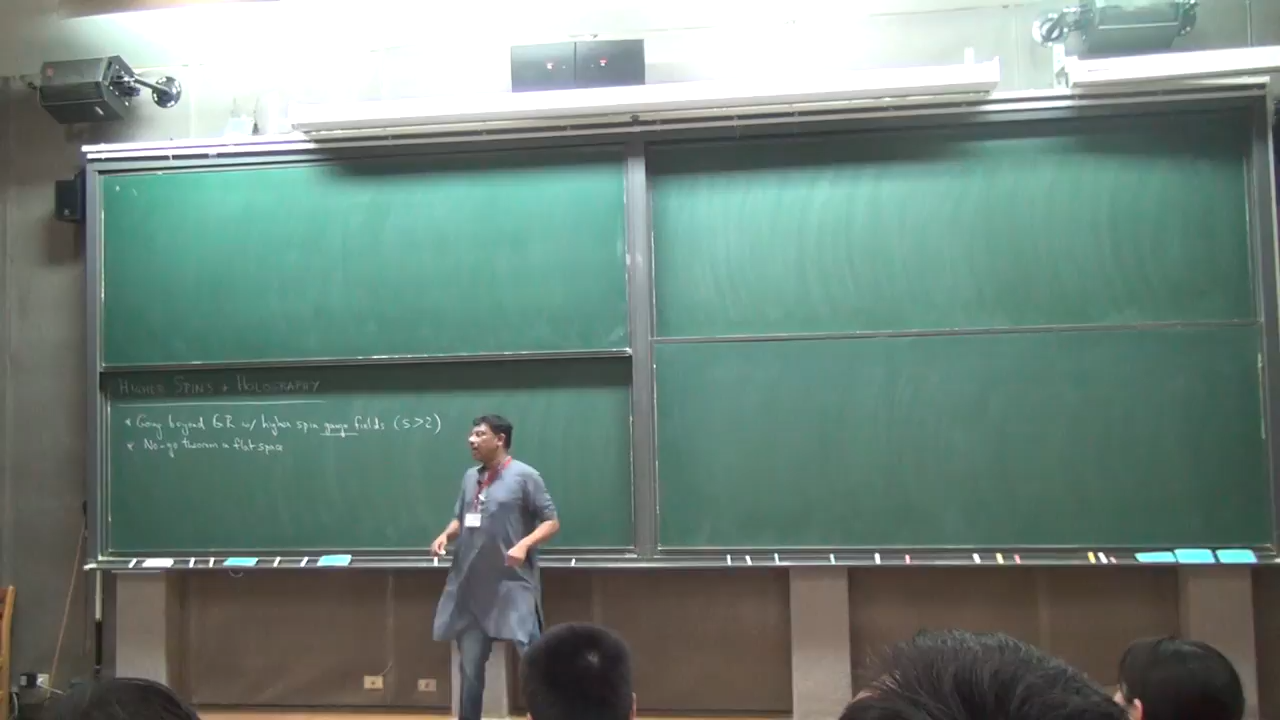 HIGHER SPINS + HOLOGRAPHY
* Going beyond GR w/ higher spin gauge fields (s>2)
* No-go theorem in flat space